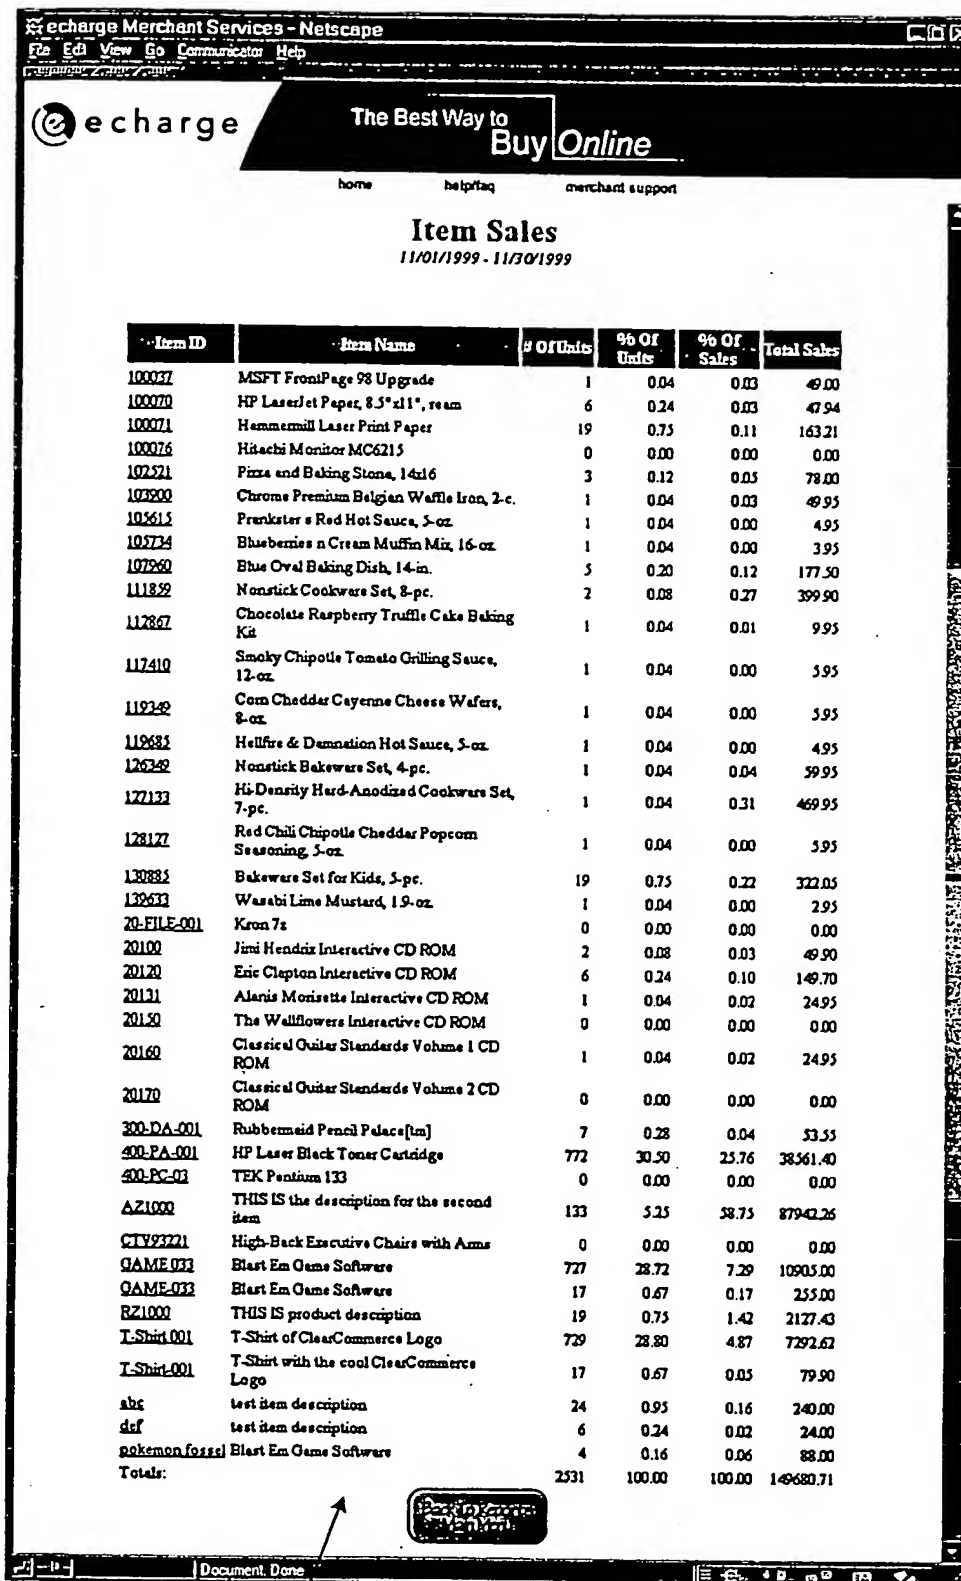 echarge Merchant Services - Netscape
File Edit View Go Communicator Help
echarge
The Best Way to
Buy Online
home help/faq merchant support
Item Sales
11/01/1999 - 11/30/1999
Item ID Item Name # Of Units % Of Units % Of Sales Total Sales
100037 MSFT FrontPage 98 Upgrade 1 0.04 0.03 49.00
100070 HP LaserJet Paper, 8.5"x11", ream 6 0.24 0.03 47.94
100071 Hammermill Laser Print Paper 19 0.75 0.11 163.21
100076 Hitachi Monitor MC6215 0 0.00 0.00 0.00
102521 Pizza and Baking Stone, 14x16 3 0.12 0.05 78.00
103900 Chrome Premium Belgian Waffle Iron, 2-c. 1 0.04 0.03 49.95
105615 Prankster s Red Hot Sauce, 5-oz. 1 0.04 0.00 4.95
105734 Blueberries n Cream Muffin Mix, 16-oz. 1 0.04 0.00 3.95
107960 Blue Oval Baking Dish, 14-in. 5 0.20 0.12 177.50
111859 Nonstick Cookware Set, 8-pc. 2 0.08 0.27 399.90
112867 Chocolate Raspberry Truffle Cake Baking
Kit 1 0.04 0.01 9.95
117410 Smoky Chipotle Tomato Grilling Sauce,
12-oz. 1 0.04 0.00 5.95
119349 Corn Cheddar Cayenne Cheese Wafers,
8-oz. 1 0.04 0.00 5.95
119685 Hellfire & Damnation Hot Sauce, 5-oz. 1 0.04 0.00 4.95
126349 Nonstick Bakeware Set, 4-pc. 1 0.04 0.04 59.95
127133 Hi-Density Hard-Anodized Cookware Set,
7-pc. 1 0.04 0.31 469.95
128127 Red Chili Chipotle Cheddar Popcorn
Seasoning, 5-oz. 1 0.04 0.00 5.95
130885 Bakeware Set for Kids, 5-pc. 19 0.75 0.22 322.05
139633 Wasabi Lime Mustard, 1.9-oz. 1 0.04 0.00 2.95
20-FILE-001 Kron 7z 0 0.00 0.00 0.00
20100 Jimi Hendrix Interactive CD ROM 2 0.08 0.03 49.90
20120 Eric Clapton Interactive CD ROM 6 0.24 0.10 149.70
20131 Alanis Morisette Interactive CD ROM 1 0.04 0.02 24.95
20150 The Wallflowers Interactive CD ROM 0 0.00 0.00 0.00
20160 Classical Guitar Standards Volume 1 CD
ROM 1 0.04 0.02 24.95
20170 Classical Guitar Standards Volume 2 CD
ROM 0 0.00 0.00 0.00
300-DA-001 Rubbermaid Pencil Palace[tm] 7 0.28 0.04 53.55
400-PA-001 HP Laser Black Toner Cartridge 772 30.50 25.76 38561.40
400-PC-03 TEK Pentium 133 0 0.00 0.00 0.00
AZ1000 THIS IS the description for the second
item 133 5.25 58.75 87942.26
CTV93221 High-Back Executive Chairs with Arms 0 0.00 0.00 0.00
GAME 033 Blast Em Game Software 727 28.72 7.29 10905.00
GAME-033 Blast Em Game Software 17 0.67 0.17 255.00
RZ1000 THIS IS product description 19 0.75 1.42 2127.43
T-Shirt 001 T-Shirt of ClearCommerce Logo 729 28.80 4.87 7292.62
T-Shirt-001 T-Shirt with the cool ClearCommerce
Logo 17 0.67 0.05 79.90
abc test item description 24 0.95 0.16 240.00
def test item description 6 0.24 0.02 24.00
pokemon fossel Blast Em Game Software 4 0.16 0.06 88.00
Totals: 2531 100.00 100.00 149680.71
Back to Reports
Main Menu
Document: Done